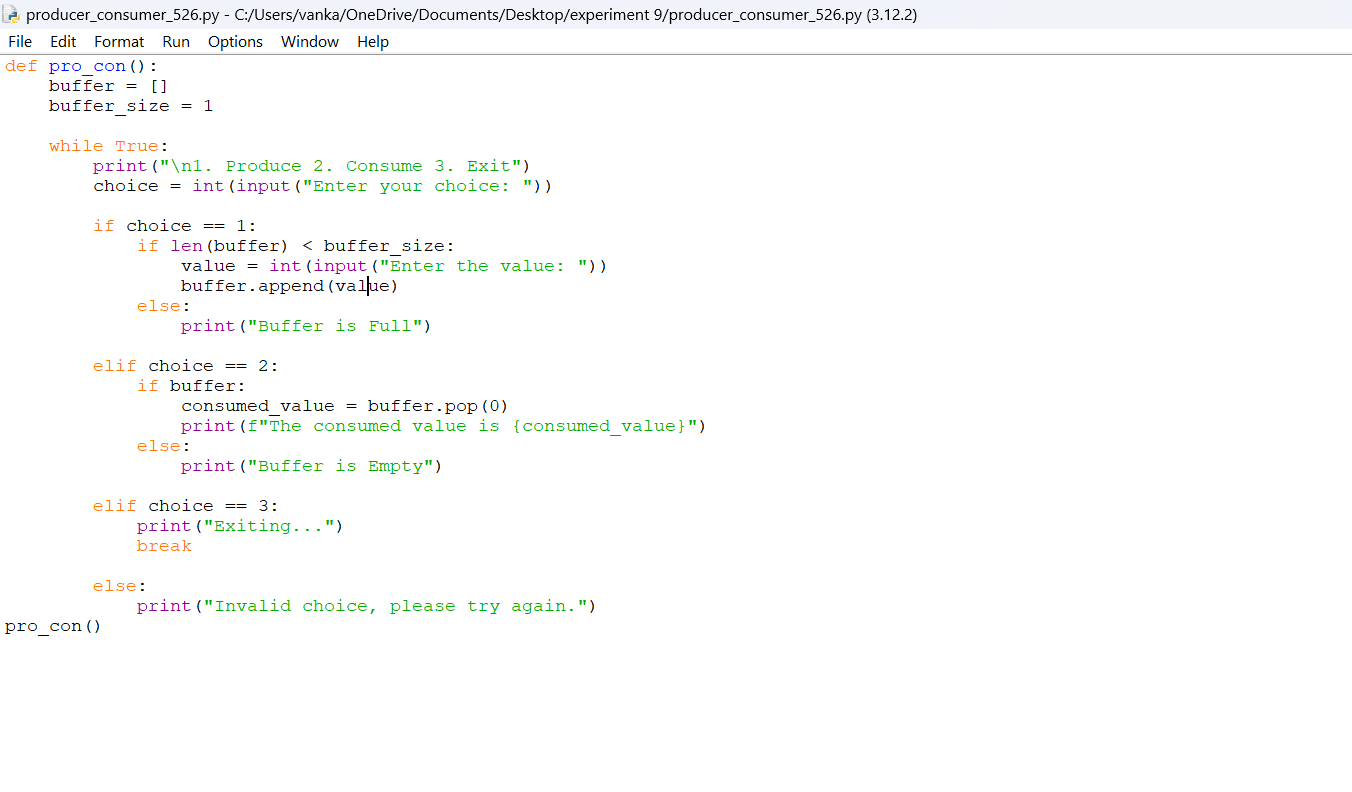 producer_consumer_526.py - C:/Users/vanka/OneDrive/Documents/Desktop/experiment 9/producer_consumer_526.py (3.12.2)
File Edit Format Run Options Window Help
def pro_con():
    buffer = []
    buffer_size = 1

    while True:
        print("\n1. Produce 2. Consume 3. Exit")
        choice = int(input("Enter your choice: "))

        if choice == 1:
            if len(buffer) < buffer_size:
                value = int(input("Enter the value: "))
                buffer.append(value)
            else:
                print("Buffer is Full")

        elif choice == 2:
            if buffer:
                consumed_value = buffer.pop(0)
                print(f"The consumed value is {consumed_value}")
            else:
                print("Buffer is Empty")

        elif choice == 3:
            print("Exiting...")
            break

        else:
            print("Invalid choice, please try again.")
pro_con()